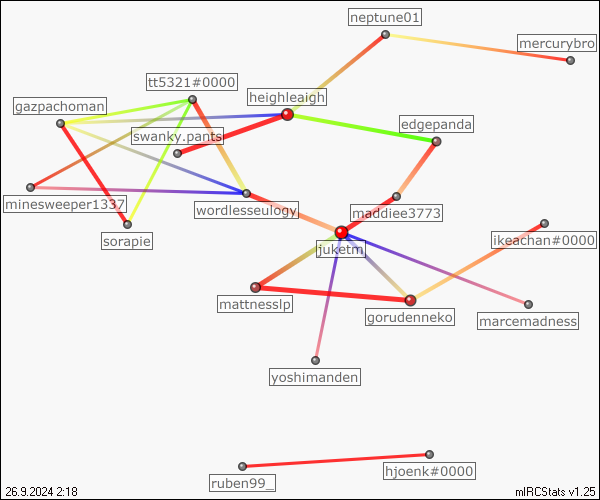 neptune01
mercurybro
tt5321#0000
heighleaigh
gazpachoman
edgepanda
swanky.pants
minesweeper1337
wordlesseulogy
maddiee3773
sorapie
juketm
ikeachan#0000
mattnesslp
gorudenneko
marcemadness
yoshimanden
hjoenk#0000
ruben99_
26.9.2024 2:18
mIRCStats v1.25